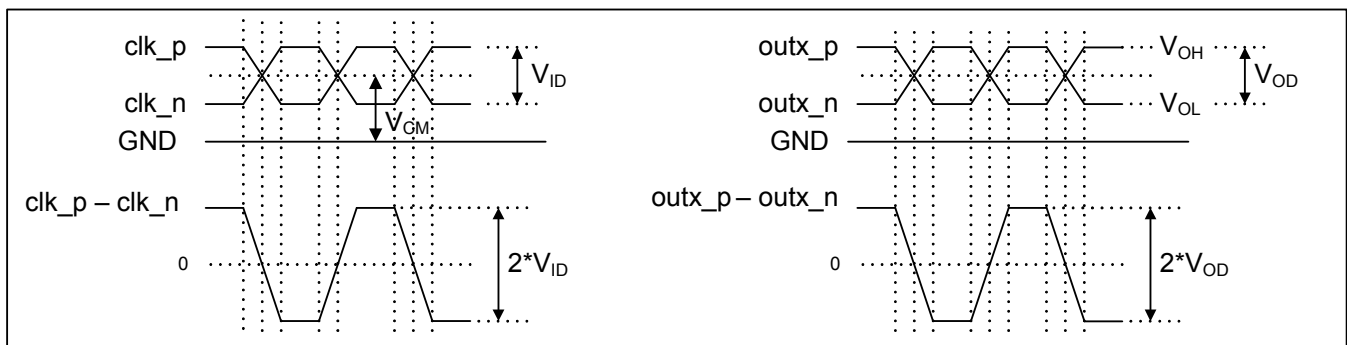 clk_p
V_ID
clk_n
V_CM
GND
clk_p – clk_n
0
2*V_ID
outx_p
V_OH
V_OD
outx_n
V_OL
GND
outx_p – outx_n
0
2*V_OD